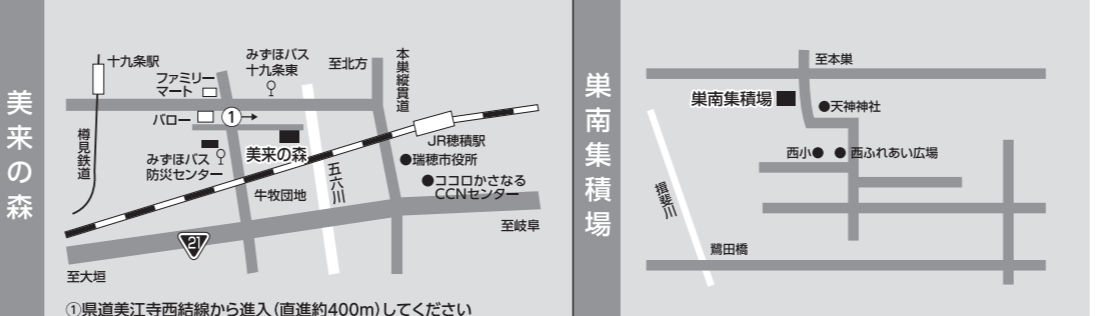 美来の森
十九条駅
ファミリー
マート
みずほバス
十九条東
至北方
本巣縦貫道
バロー
①
樽見鉄道
みずほバス
防災センター
美来の森
JR穂積駅
瑞穂市役所
ココロかさなる
CCNセンター
牛牧団地
五六川
21
至岐阜
至大垣
①県道美江寺西結線から進入(直進約400m)してください
巣南集積場
至本巣
巣南集積場
天神神社
西小
西ふれあい広場
揖斐川
鷺田橋